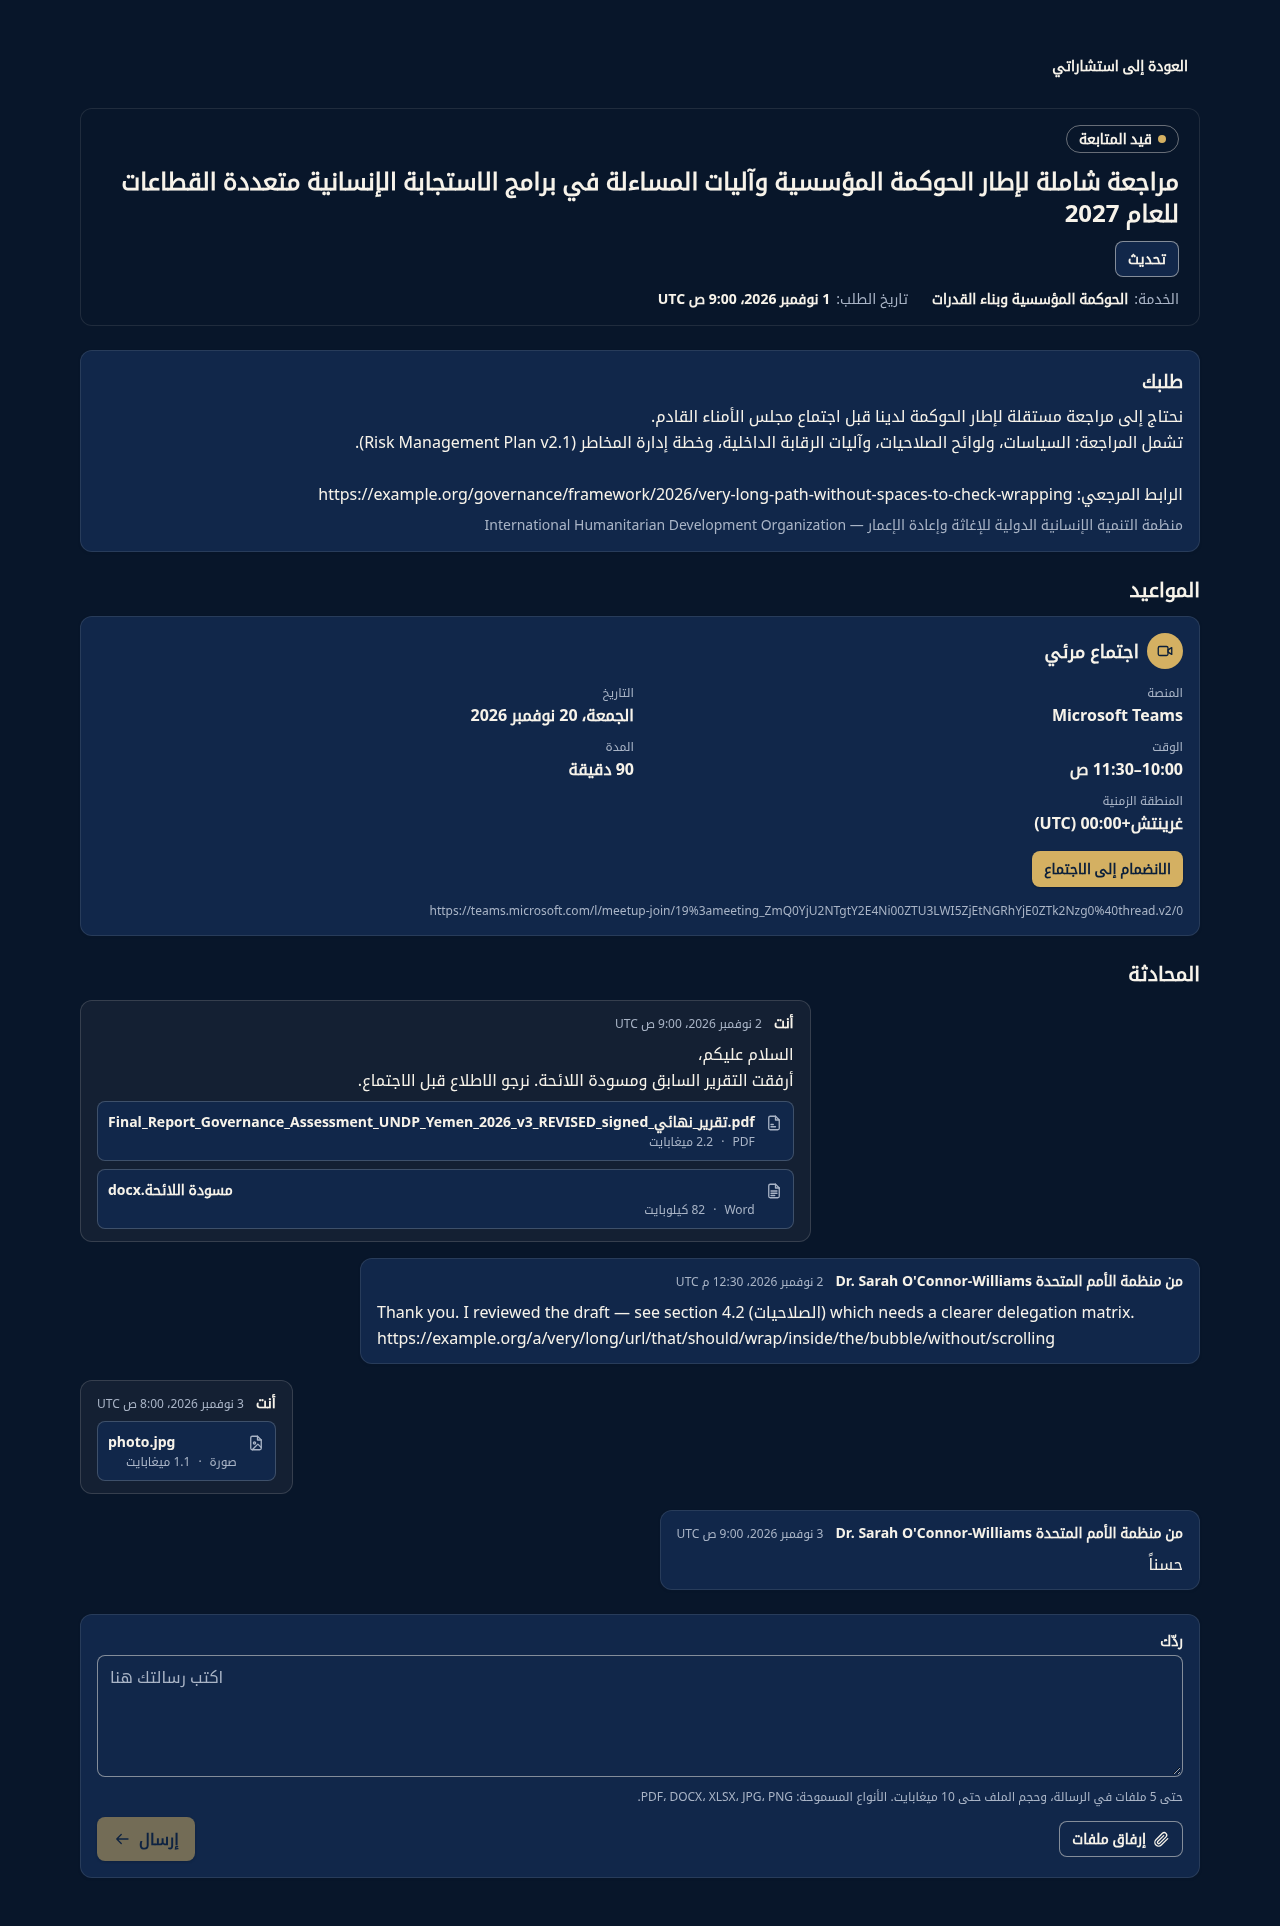 العودة إلى استشاراتي
قيد المتابعة
مراجعة شاملة لإطار الحوكمة المؤسسية وآليات المساءلة في برامج الاستجابة الإنسانية متعددة القطاعات
للعام 2027
تحديث
الخدمة: الحوكمة المؤسسية وبناء القدرات تاريخ الطلب: 1 نوفمبر 2026، 9:00 ص UTC
طلبك
نحتاج إلى مراجعة مستقلة لإطار الحوكمة لدينا قبل اجتماع مجلس الأمناء القادم.
تشمل المراجعة: السياسات، ولوائح الصلاحيات، وآليات الرقابة الداخلية، وخطة إدارة المخاطر (Risk Management Plan v2.1).
الرابط المرجعي: https://example.org/governance/framework/2026/very-long-path-without-spaces-to-check-wrapping
منظمة التنمية الإنسانية الدولية للإغاثة وإعادة الإعمار — International Humanitarian Development Organization
المواعيد
اجتماع مرئي
المنصة
Microsoft Teams
التاريخ
الجمعة، 20 نوفمبر 2026
الوقت
10:00–11:30 ص
المدة
90 دقيقة
المنطقة الزمنية
غرينتش+00:00 (UTC)
الانضمام إلى الاجتماع
https://teams.microsoft.com/l/meetup-join/19%3ameeting_ZmQ0YjU2NTgtY2E4Ni00ZTU3LWI5ZjEtNGRhYjE0ZTk2Nzg0%40thread.v2/0
المحادثة
أنت 2 نوفمبر 2026، 9:00 ص UTC
السلام عليكم،
أرفقت التقرير السابق ومسودة اللائحة. نرجو الاطلاع قبل الاجتماع.
Final_Report_Governance_Assessment_UNDP_Yemen_2026_v3_REVISED_signed_تقرير_نهائي.pdf
PDF · 2.2 ميغابايت
مسودة اللائحة.docx
Word · 82 كيلوبايت
من منظمة الأمم المتحدة Dr. Sarah O'Connor-Williams 2 نوفمبر 2026، 12:30 م UTC
Thank you. I reviewed the draft — see section 4.2 (الصلاحيات) which needs a clearer delegation matrix.
https://example.org/a/very/long/url/that/should/wrap/inside/the/bubble/without/scrolling
أنت 3 نوفمبر 2026، 8:00 ص UTC
photo.jpg
صورة · 1.1 ميغابايت
من منظمة الأمم المتحدة Dr. Sarah O'Connor-Williams 3 نوفمبر 2026، 9:00 ص UTC
حسناً
ردّك
اكتب رسالتك هنا
حتى 5 ملفات في الرسالة، وحجم الملف حتى 10 ميغابايت. الأنواع المسموحة: PDF، DOCX، XLSX، JPG، PNG.
إرفاق ملفات
إرسال